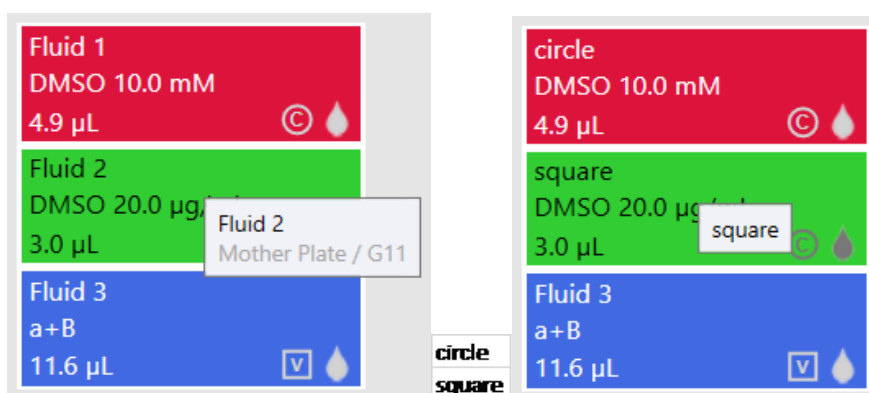 Fluid 1
DMSO 10.0 mM
4.9 µL
©
Fluid 2
DMSO 20.0 µg/
3.0 µL
Fluid 2
Mother Plate / G11
Fluid 3
a+B
11.6 µL
V
circle
square
circle
DMSO 10.0 mM
4.9 µL
©
square
DMSO 20.0 µg
3.0 µL
©
square
Fluid 3
a+B
11.6 µL
V